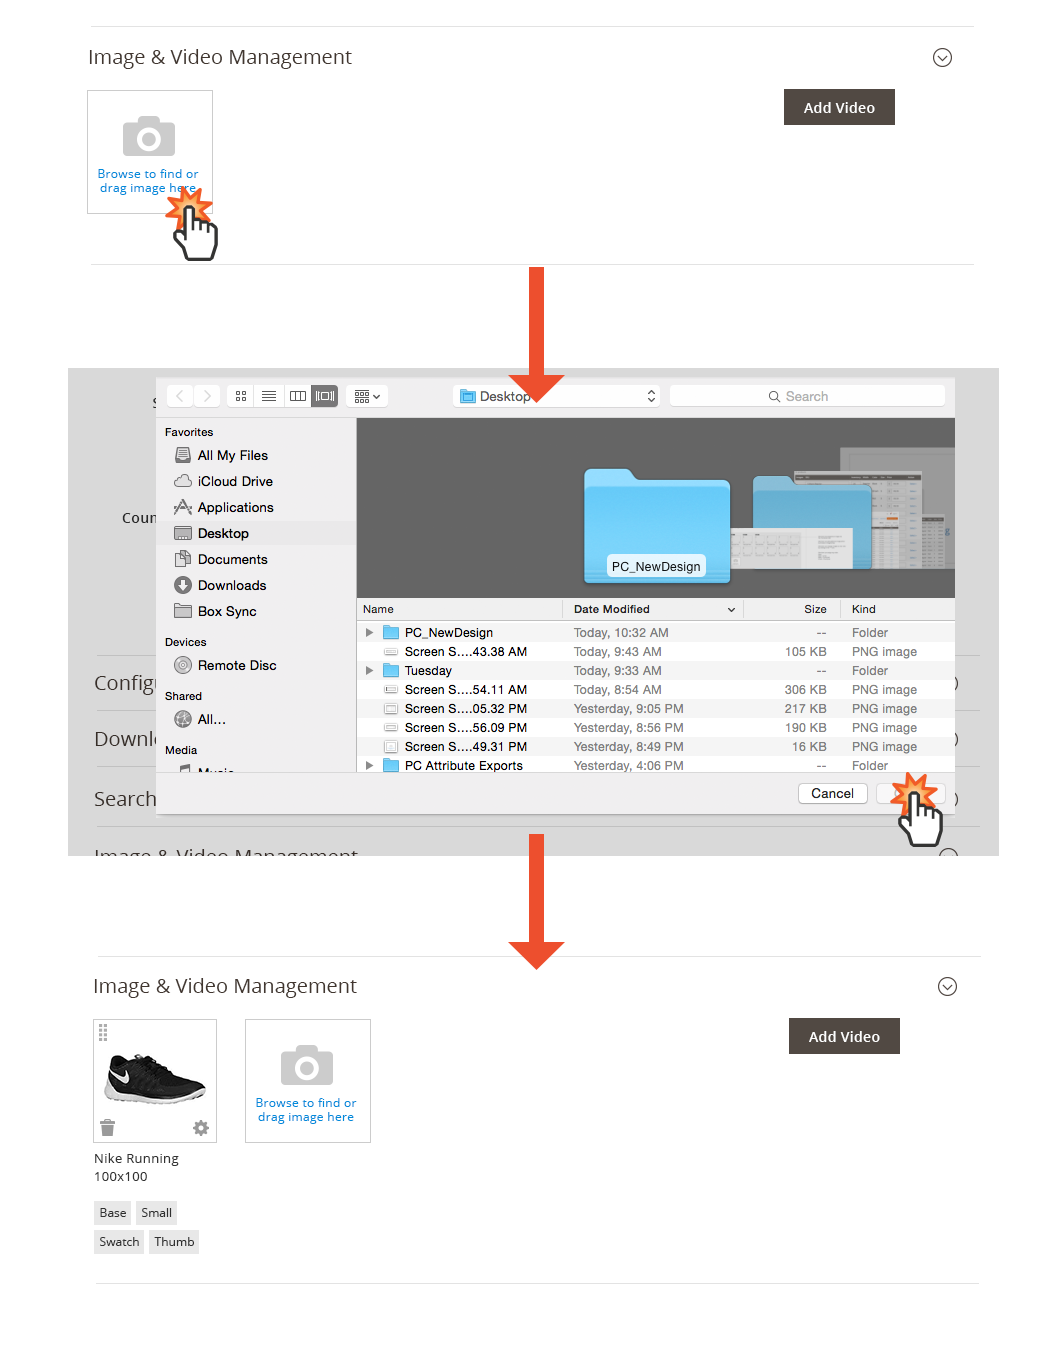 Image & Video Management
Add Video
Browse to find or
drag image here
Desktop
Search
Favorites
All My Files
iCloud Drive
Applications
Coun
Desktop
Documents
Downloads
Box Sync
PC_NewDesign
Name Date Modified Size Kind
PC_NewDesign Today, 10:32 AM -- Folder
Devices
Screen S....43.38 AM Today, 9:43 AM 105 KB PNG image
Remote Disc
Tuesday Today, 9:33 AM -- Folder
Config
Screen S....54.11 AM Today, 8:54 AM 306 KB PNG image
Shared
Screen S....05.32 PM Yesterday, 9:05 PM 217 KB PNG image
All...
Screen S....56.09 PM Yesterday, 8:56 PM 190 KB PNG image
Downl
Screen S....49.31 PM Yesterday, 8:49 PM 16 KB PNG image
Media
PC Attribute Exports Yesterday, 4:06 PM -- Folder
Music
Search
Cancel
Image & Video Management
Image & Video Management
Add Video
Browse to find or
drag image here
Nike Running
100x100
Base Small
Swatch Thumb